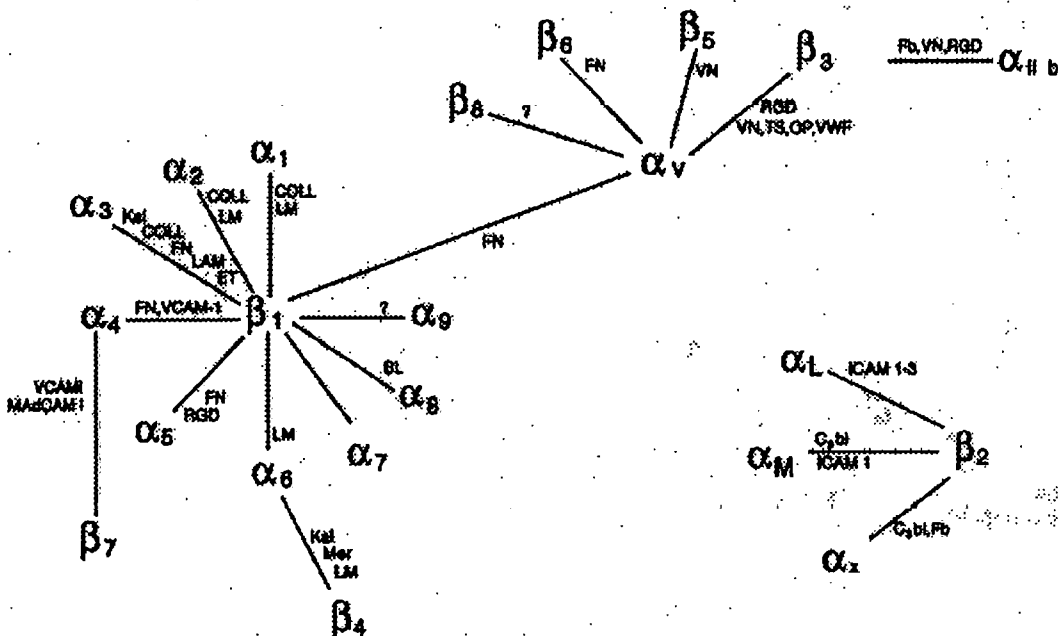 β6
β5
β3
Fb,VN,RGD
αII b
FN
VN
β8
?
RGD
VN,TS,OP,VWF
αv
α1
α2
α3
COLL
LM
COLL
LM
Kal
COLL
FN
LAM
ET
FN
α4
FN,VCAM-1
β1
?
α9
BL
α8
αL
ICAM 1-3
VCAMI
MAdCAM I
FN
RGD
α5
LM
α7
αM
C3bi
ICAM 1
β2
α6
β7
Kal
Mer
LM
C3bi,Fb
αx
β4